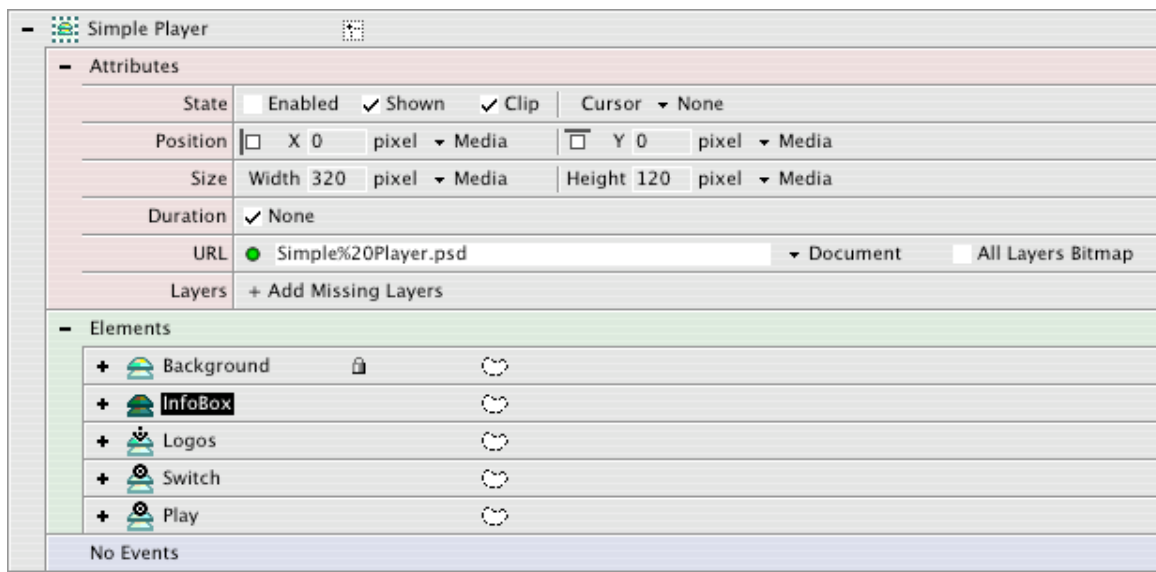 Simple Player
Attributes
State Enabled Shown Clip Cursor None
Position X 0 pixel Media Y 0 pixel Media
Size Width 320 pixel Media Height 120 pixel Media
Duration None
URL Simple%20Player.psd Document All Layers Bitmap
Layers + Add Missing Layers
Elements
Background
InfoBox
Logos
Switch
Play
No Events